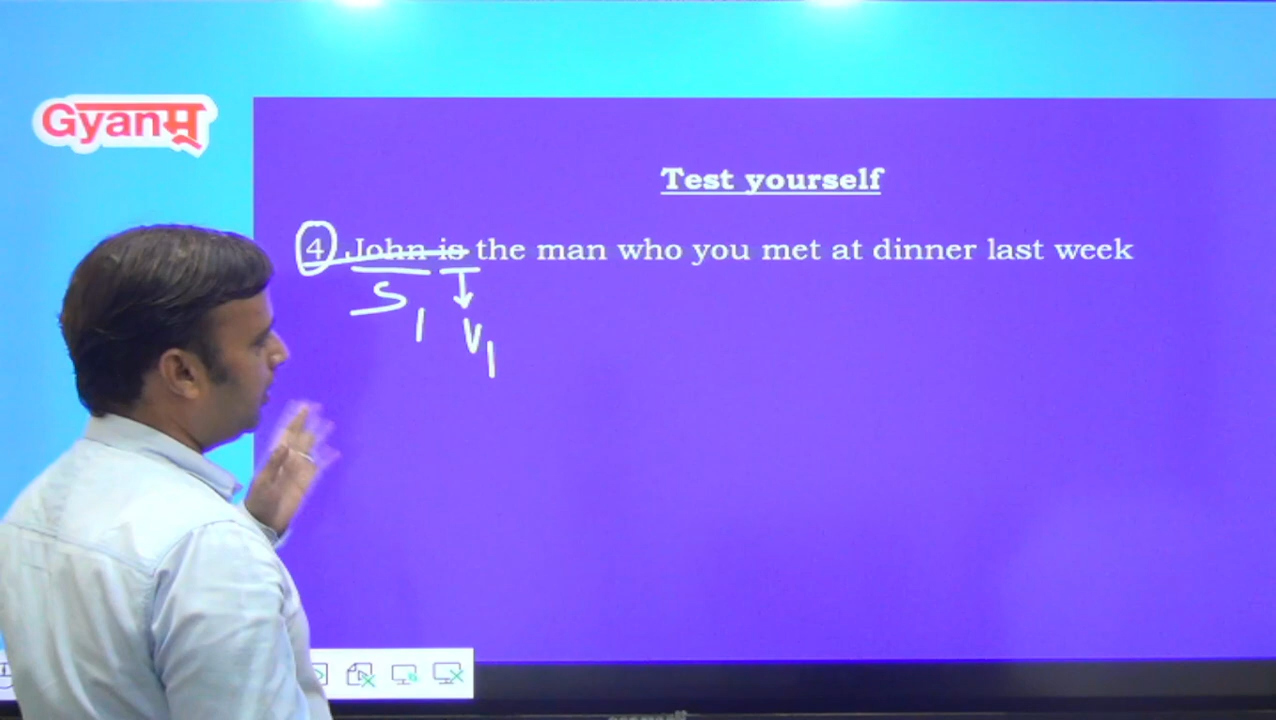 Gyanम्
Test yourself
4 John is the man who you met at dinner last week
S1 V1